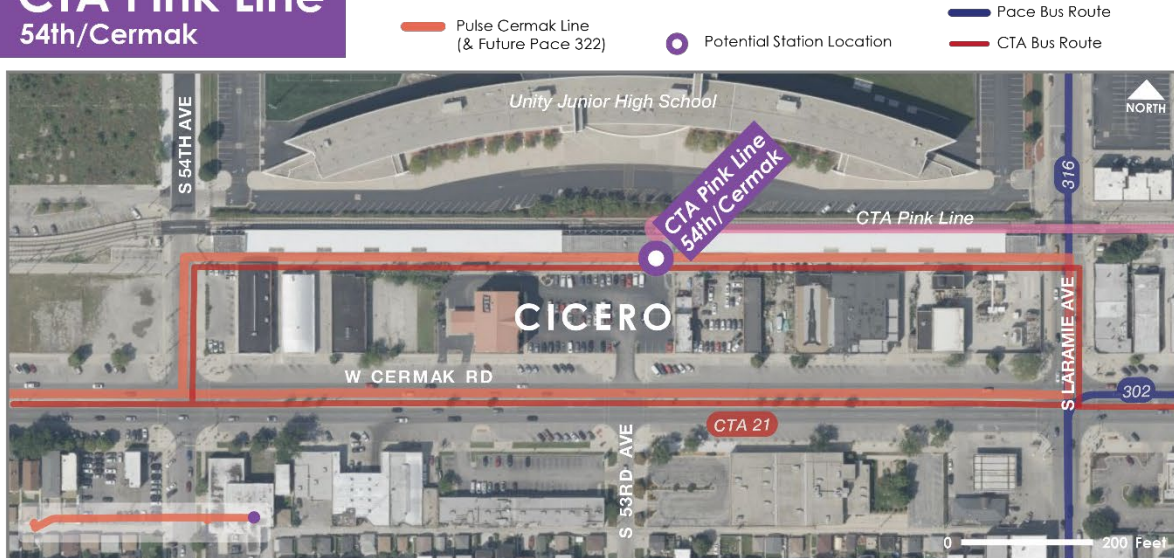 CTA Pink Line
54th/Cermak
Pulse Cermak Line
(& Future Pace 322)
Potential Station Location
Pace Bus Route
CTA Bus Route
Unity Junior High School
NORTH
S 54TH AVE
316
CTA Pink Line
54th/Cermak
CTA Pink Line
CICERO
S LARAMIE AVE
W CERMAK RD
302
CTA 21
S 53RD AVE
0 200 Feet